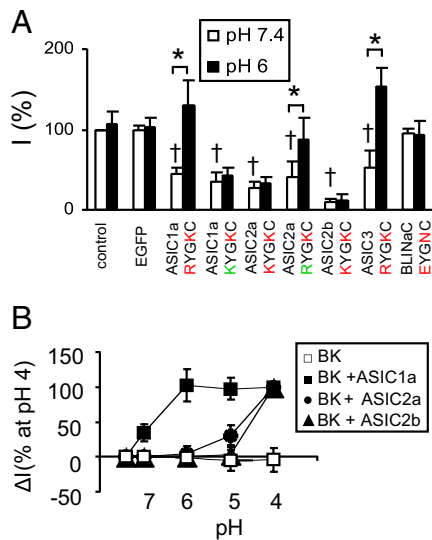 A
pH 7.4
pH 6
I (%)
200
100
0
* * *
† † † † † †
control
EGFP
ASIC1a RYGKC
ASIC1a KYGKC
ASIC2a KYGKC
ASIC2a RYGKC
ASIC2b KYGKC
ASIC3 RYGKC
BLINaC EYGNC
B
ΔI(% at pH 4)
150
100
50
0
-50
7 6 5 4
pH
BK
BK +ASIC1a
BK + ASIC2a
BK + ASIC2b